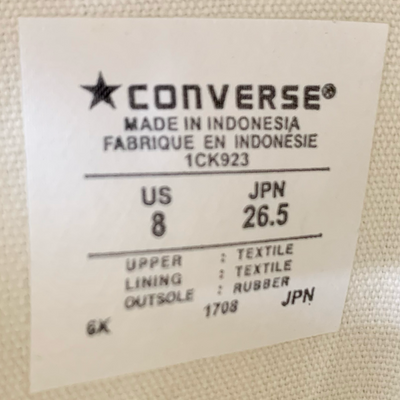 ★CONVERSE®
MADE IN INDONESIA
FABRIQUE EN INDONÉSIE
1CK923
US JPN
8 26.5
UPPER : TEXTILE
LINING : TEXTILE
OUTSOLE : RUBBER
6X 1708 JPN